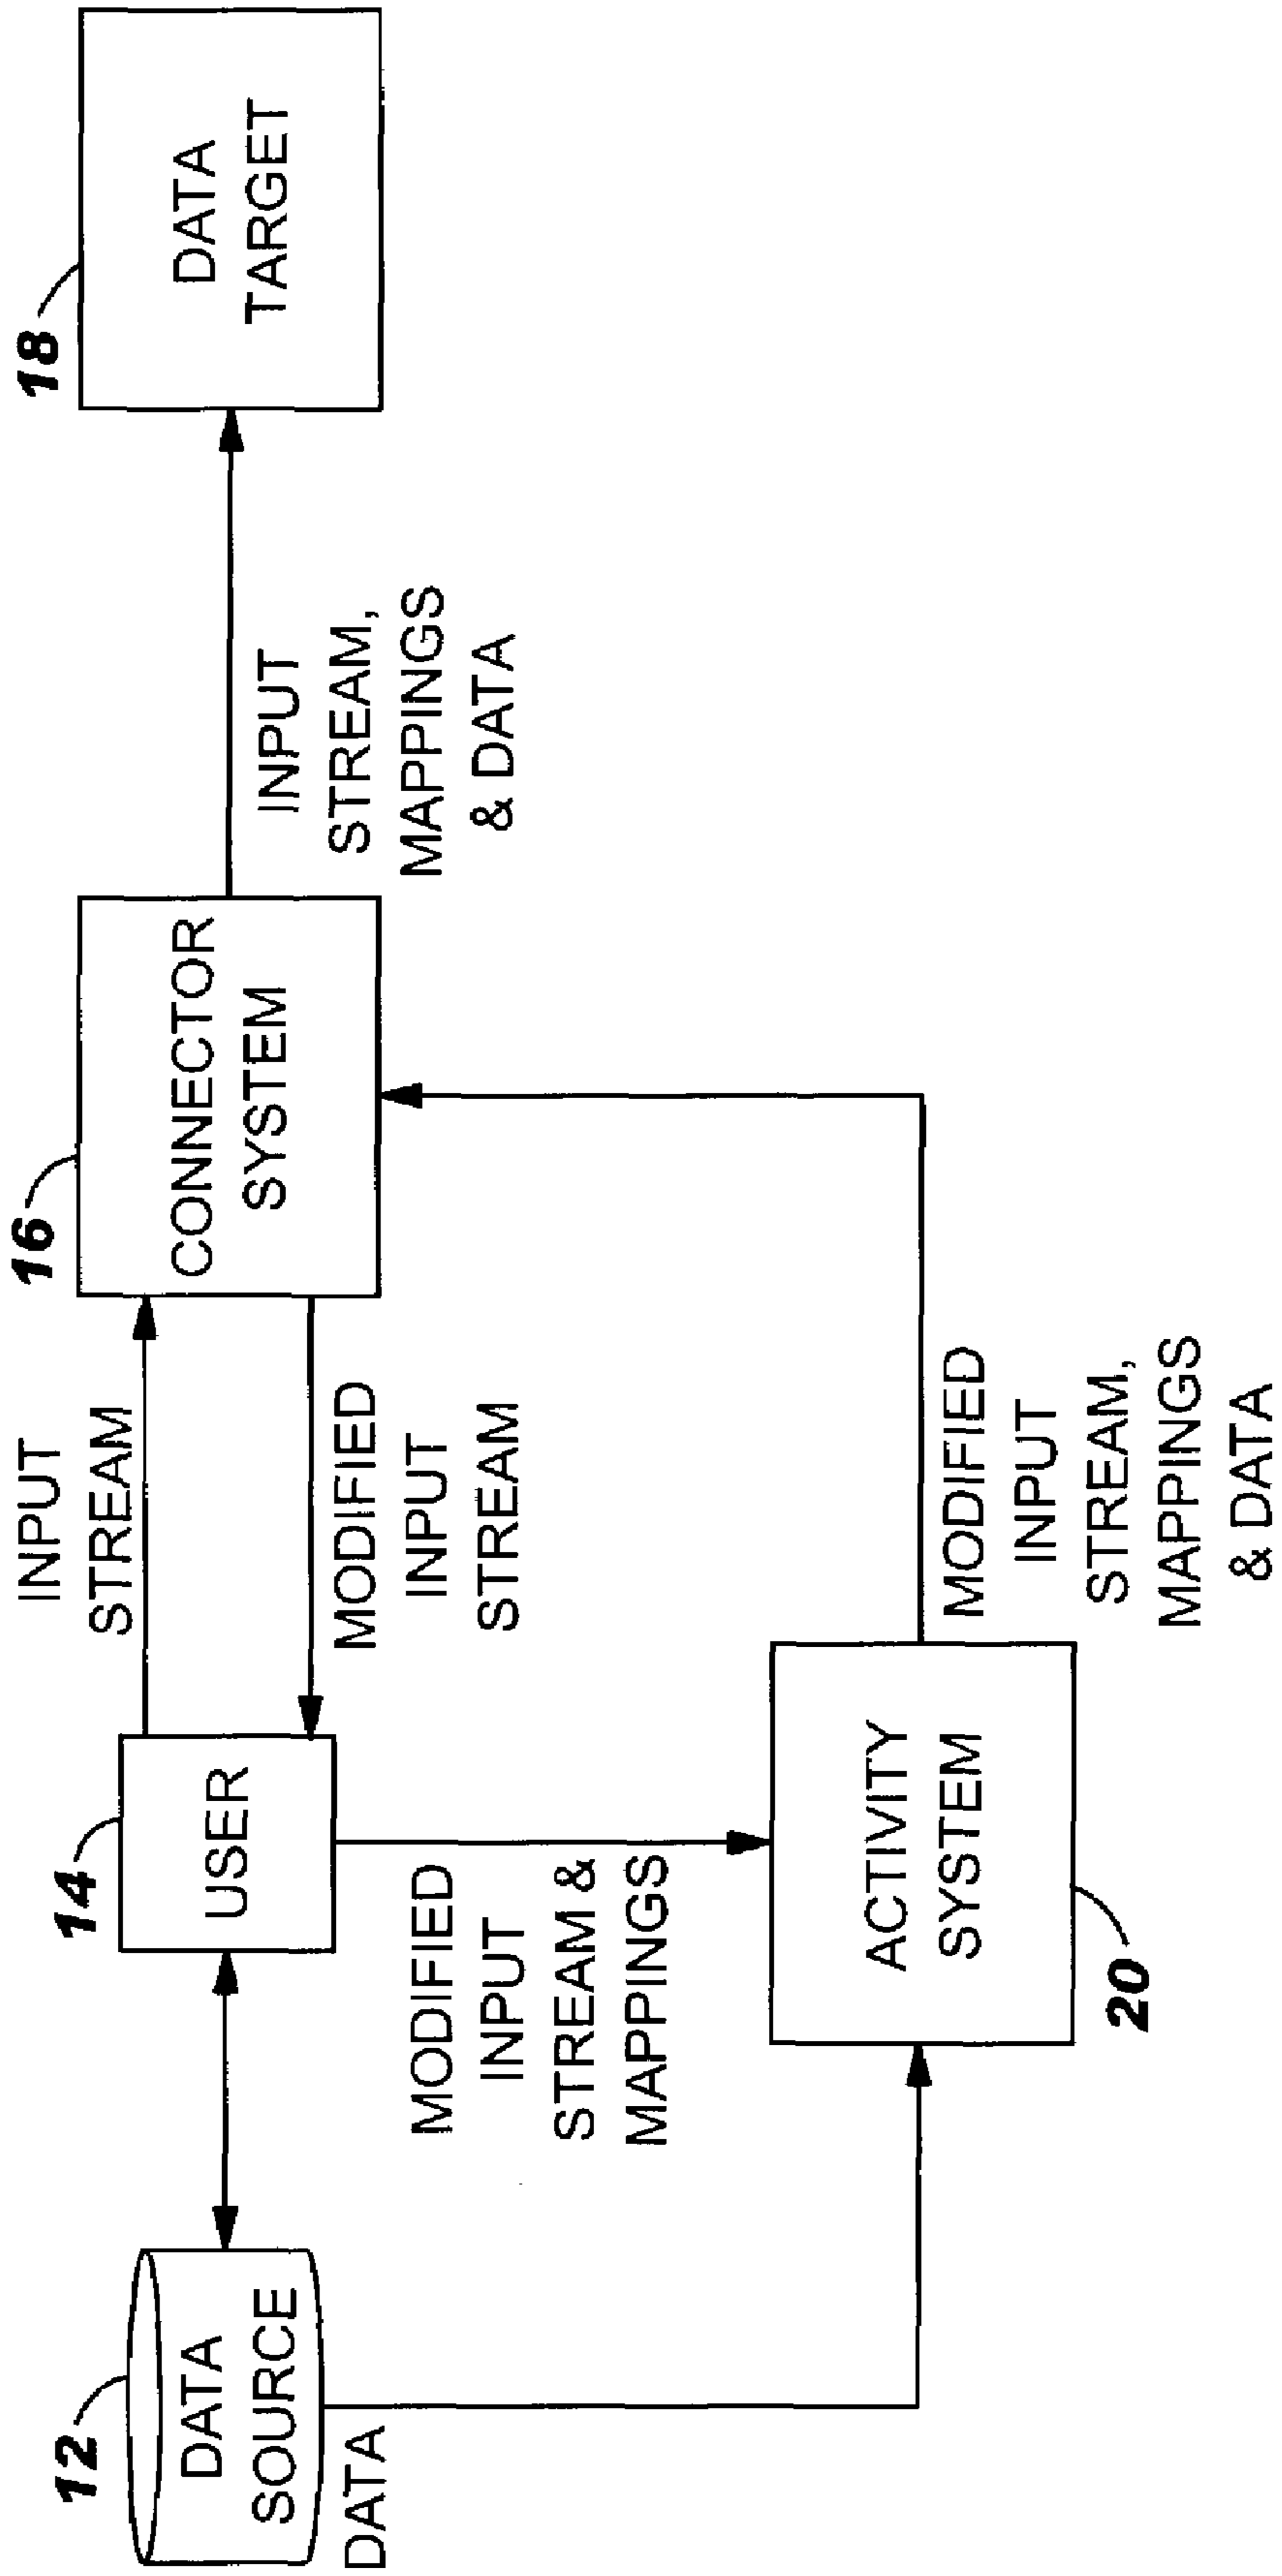 12
DATA
SOURCE
DATA
14
USER
INPUT
STREAM
MODIFIED
INPUT
STREAM
MODIFIED
INPUT
STREAM &
MAPPINGS
16
CONNECTOR
SYSTEM
INPUT
STREAM,
MAPPINGS
& DATA
18
DATA
TARGET
ACTIVITY
SYSTEM
20
MODIFIED
INPUT
STREAM,
MAPPINGS
& DATA